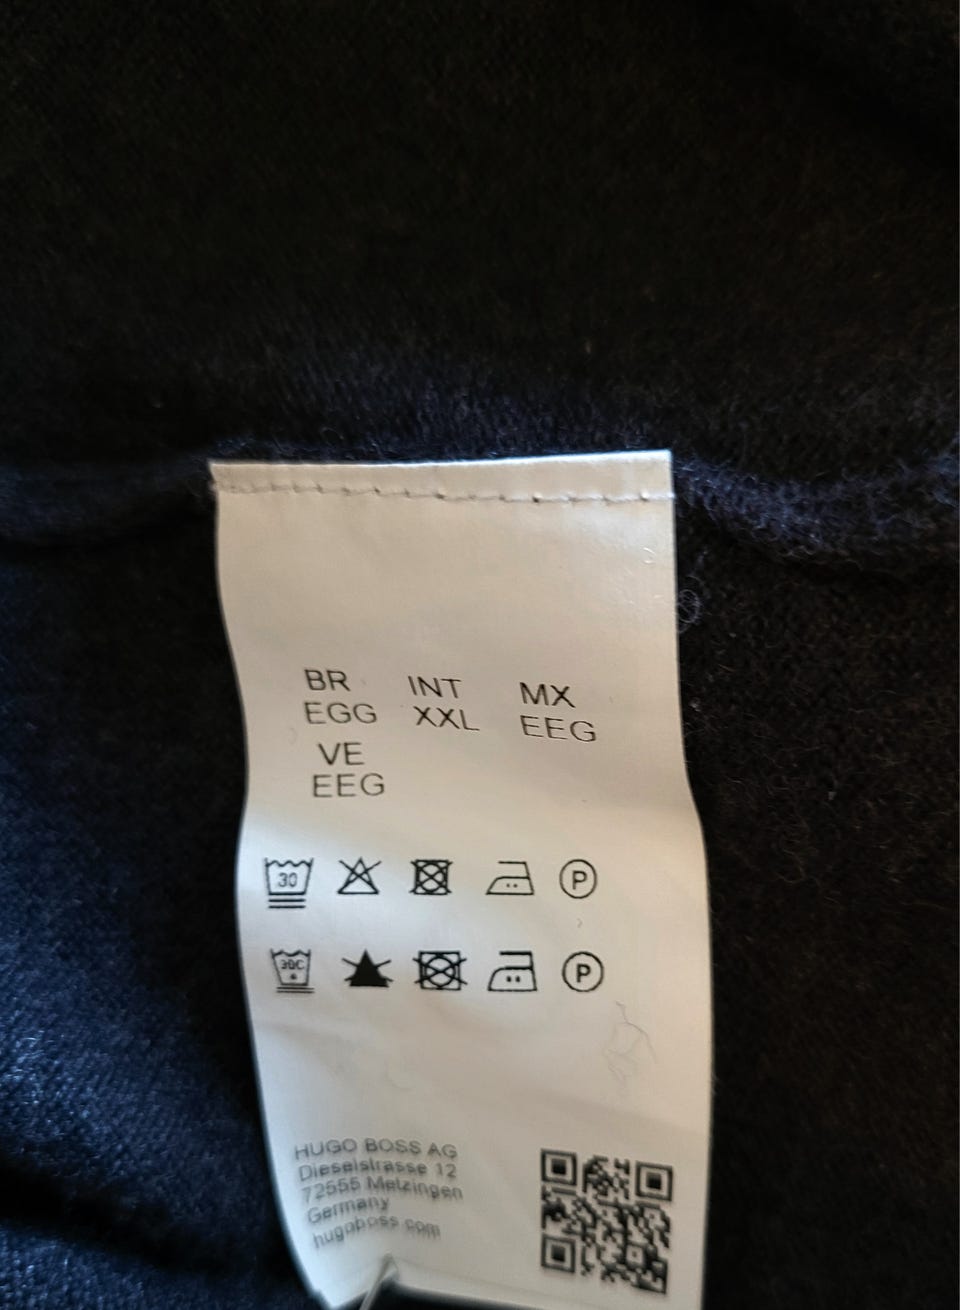 BR INT MX
EGG XXL EEG
VE
EEG
30 P
30C P
HUGO BOSS AG
Dieselstrasse 12
72555 Metzingen
Germany
hugoboss.com